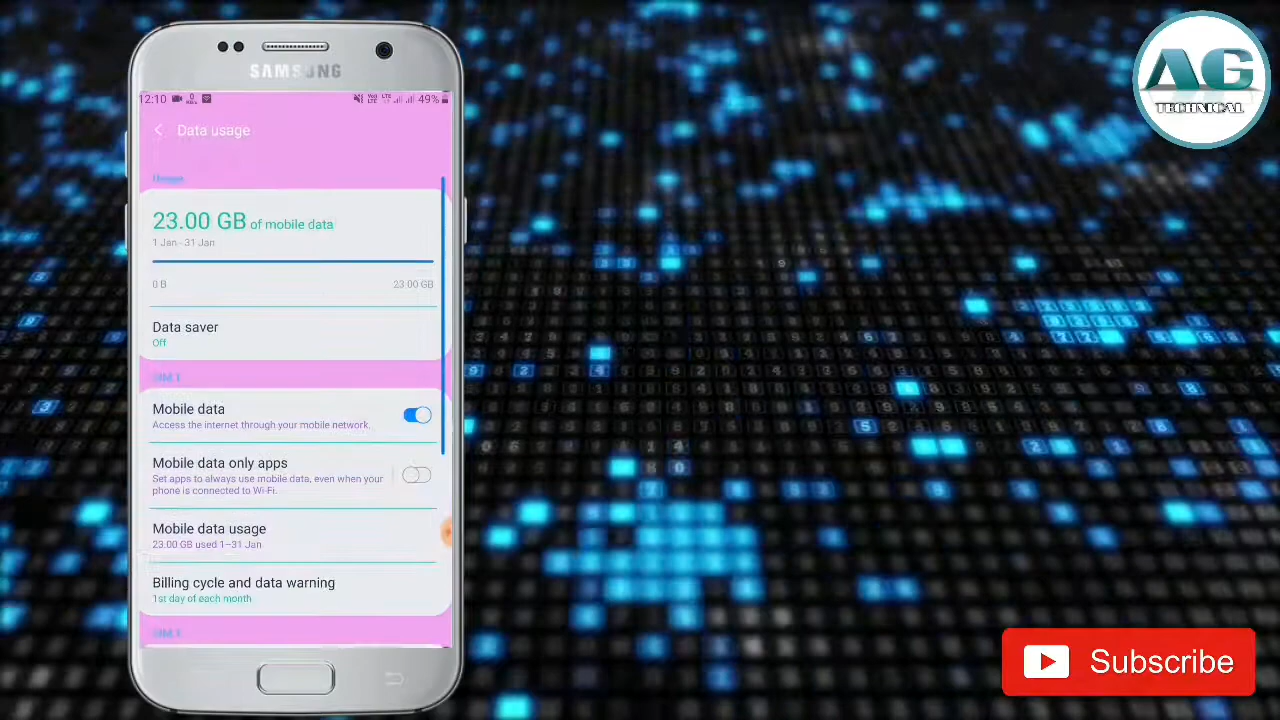 SAMSUNG
12:10
49%
Data usage
Usage
23.00 GB of mobile data
1 Jan–31 Jan
0 B
23.00 GB
Data saver
Off
SIM 1
Mobile data
Access the internet through your mobile network.
Mobile data only apps
Set apps to always use mobile data, even when your
phone is connected to Wi-Fi.
Mobile data usage
23.00 GB used 1–31 Jan
Billing cycle and data warning
1st day of each month
AG
TECHNICAL
Subscribe